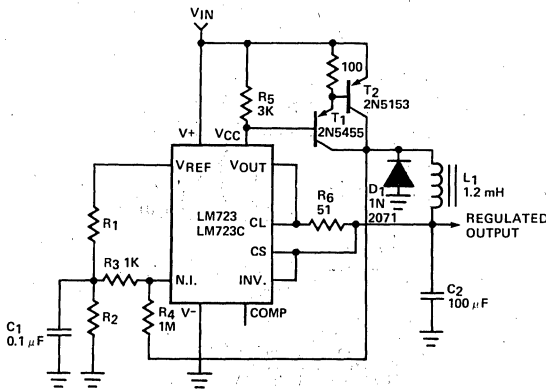 VIN
100
T2
2N5153
R5
3K
T1
2N5455
V+
VCC
VREF
VOUT
L1
1.2 mH
D1
1N
2071
R1
LM723
LM723C
CL
R6
51
REGULATED
OUTPUT
CS
R3 1K
N.I.
INV.
C2
100 μF
R4
1M
V−
COMP
R2
C1
0.1 μF